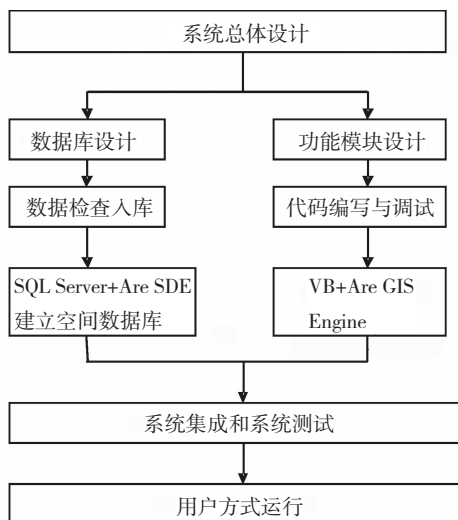 系统总体设计
数据库设计
功能模块设计
数据检查入库
代码编写与调试
SQL Server+Are SDE
建立空间数据库
VB+Are GIS
Engine
系统集成和系统测试
用户方式运行